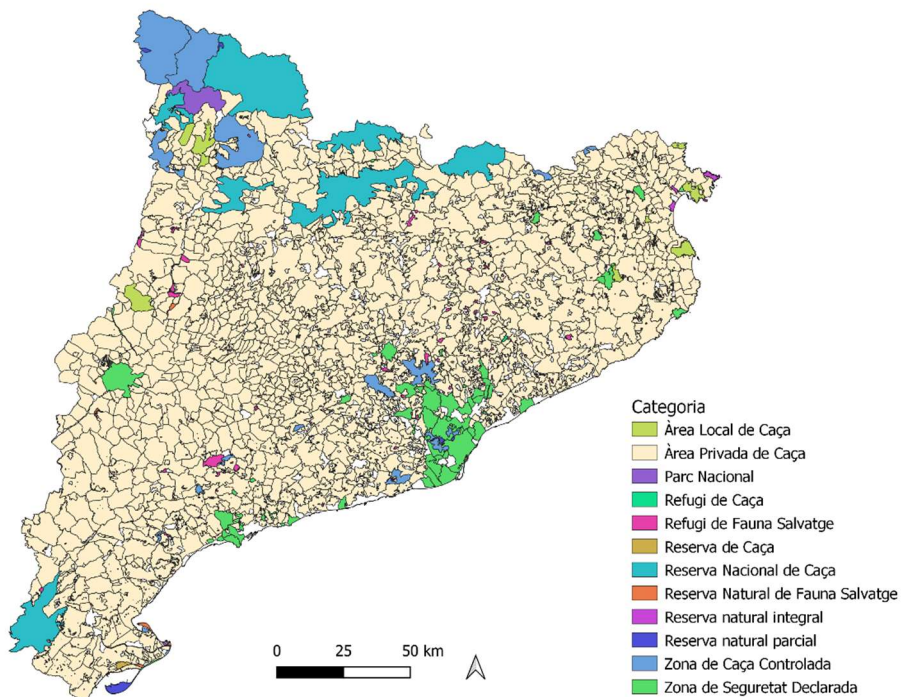 Categoria
Àrea Local de Caça
Àrea Privada de Caça
Parc Nacional
Refugi de Caça
Refugi de Fauna Salvatge
Reserva de Caça
Reserva Nacional de Caça
Reserva Natural de Fauna Salvatge
Reserva natural integral
Reserva natural parcial
Zona de Caça Controlada
Zona de Seguretat Declarada
0 25 50 km